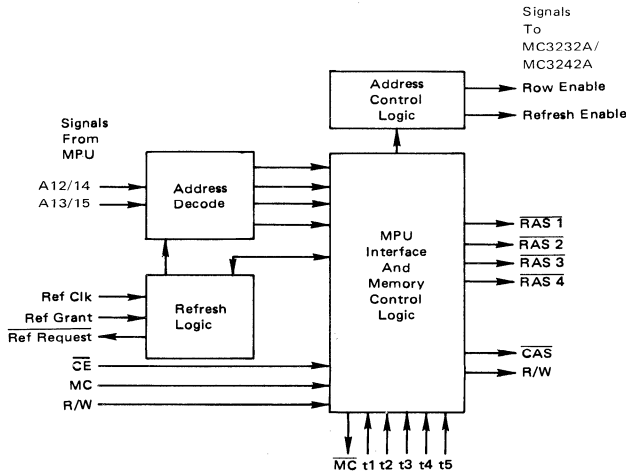 Signals
To
MC3232A/
MC3242A
Row Enable
Refresh Enable
Address
Control
Logic
Signals
From
MPU
A12/14
A13/15
Address
Decode
MPU
Interface
And
Memory
Control
Logic
RAS 1
RAS 2
RAS 3
RAS 4
Ref Clk
Ref Grant
Ref Request
Refresh
Logic
CE
MC
R/W
CAS
R/W
MC t1 t2 t3 t4 t5